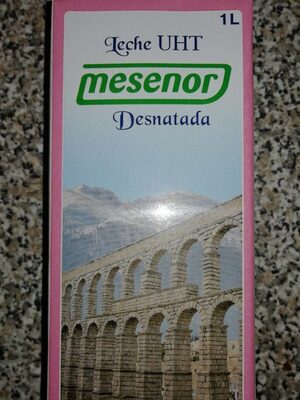 1L
Leche UHT
mesenor
Desnatada